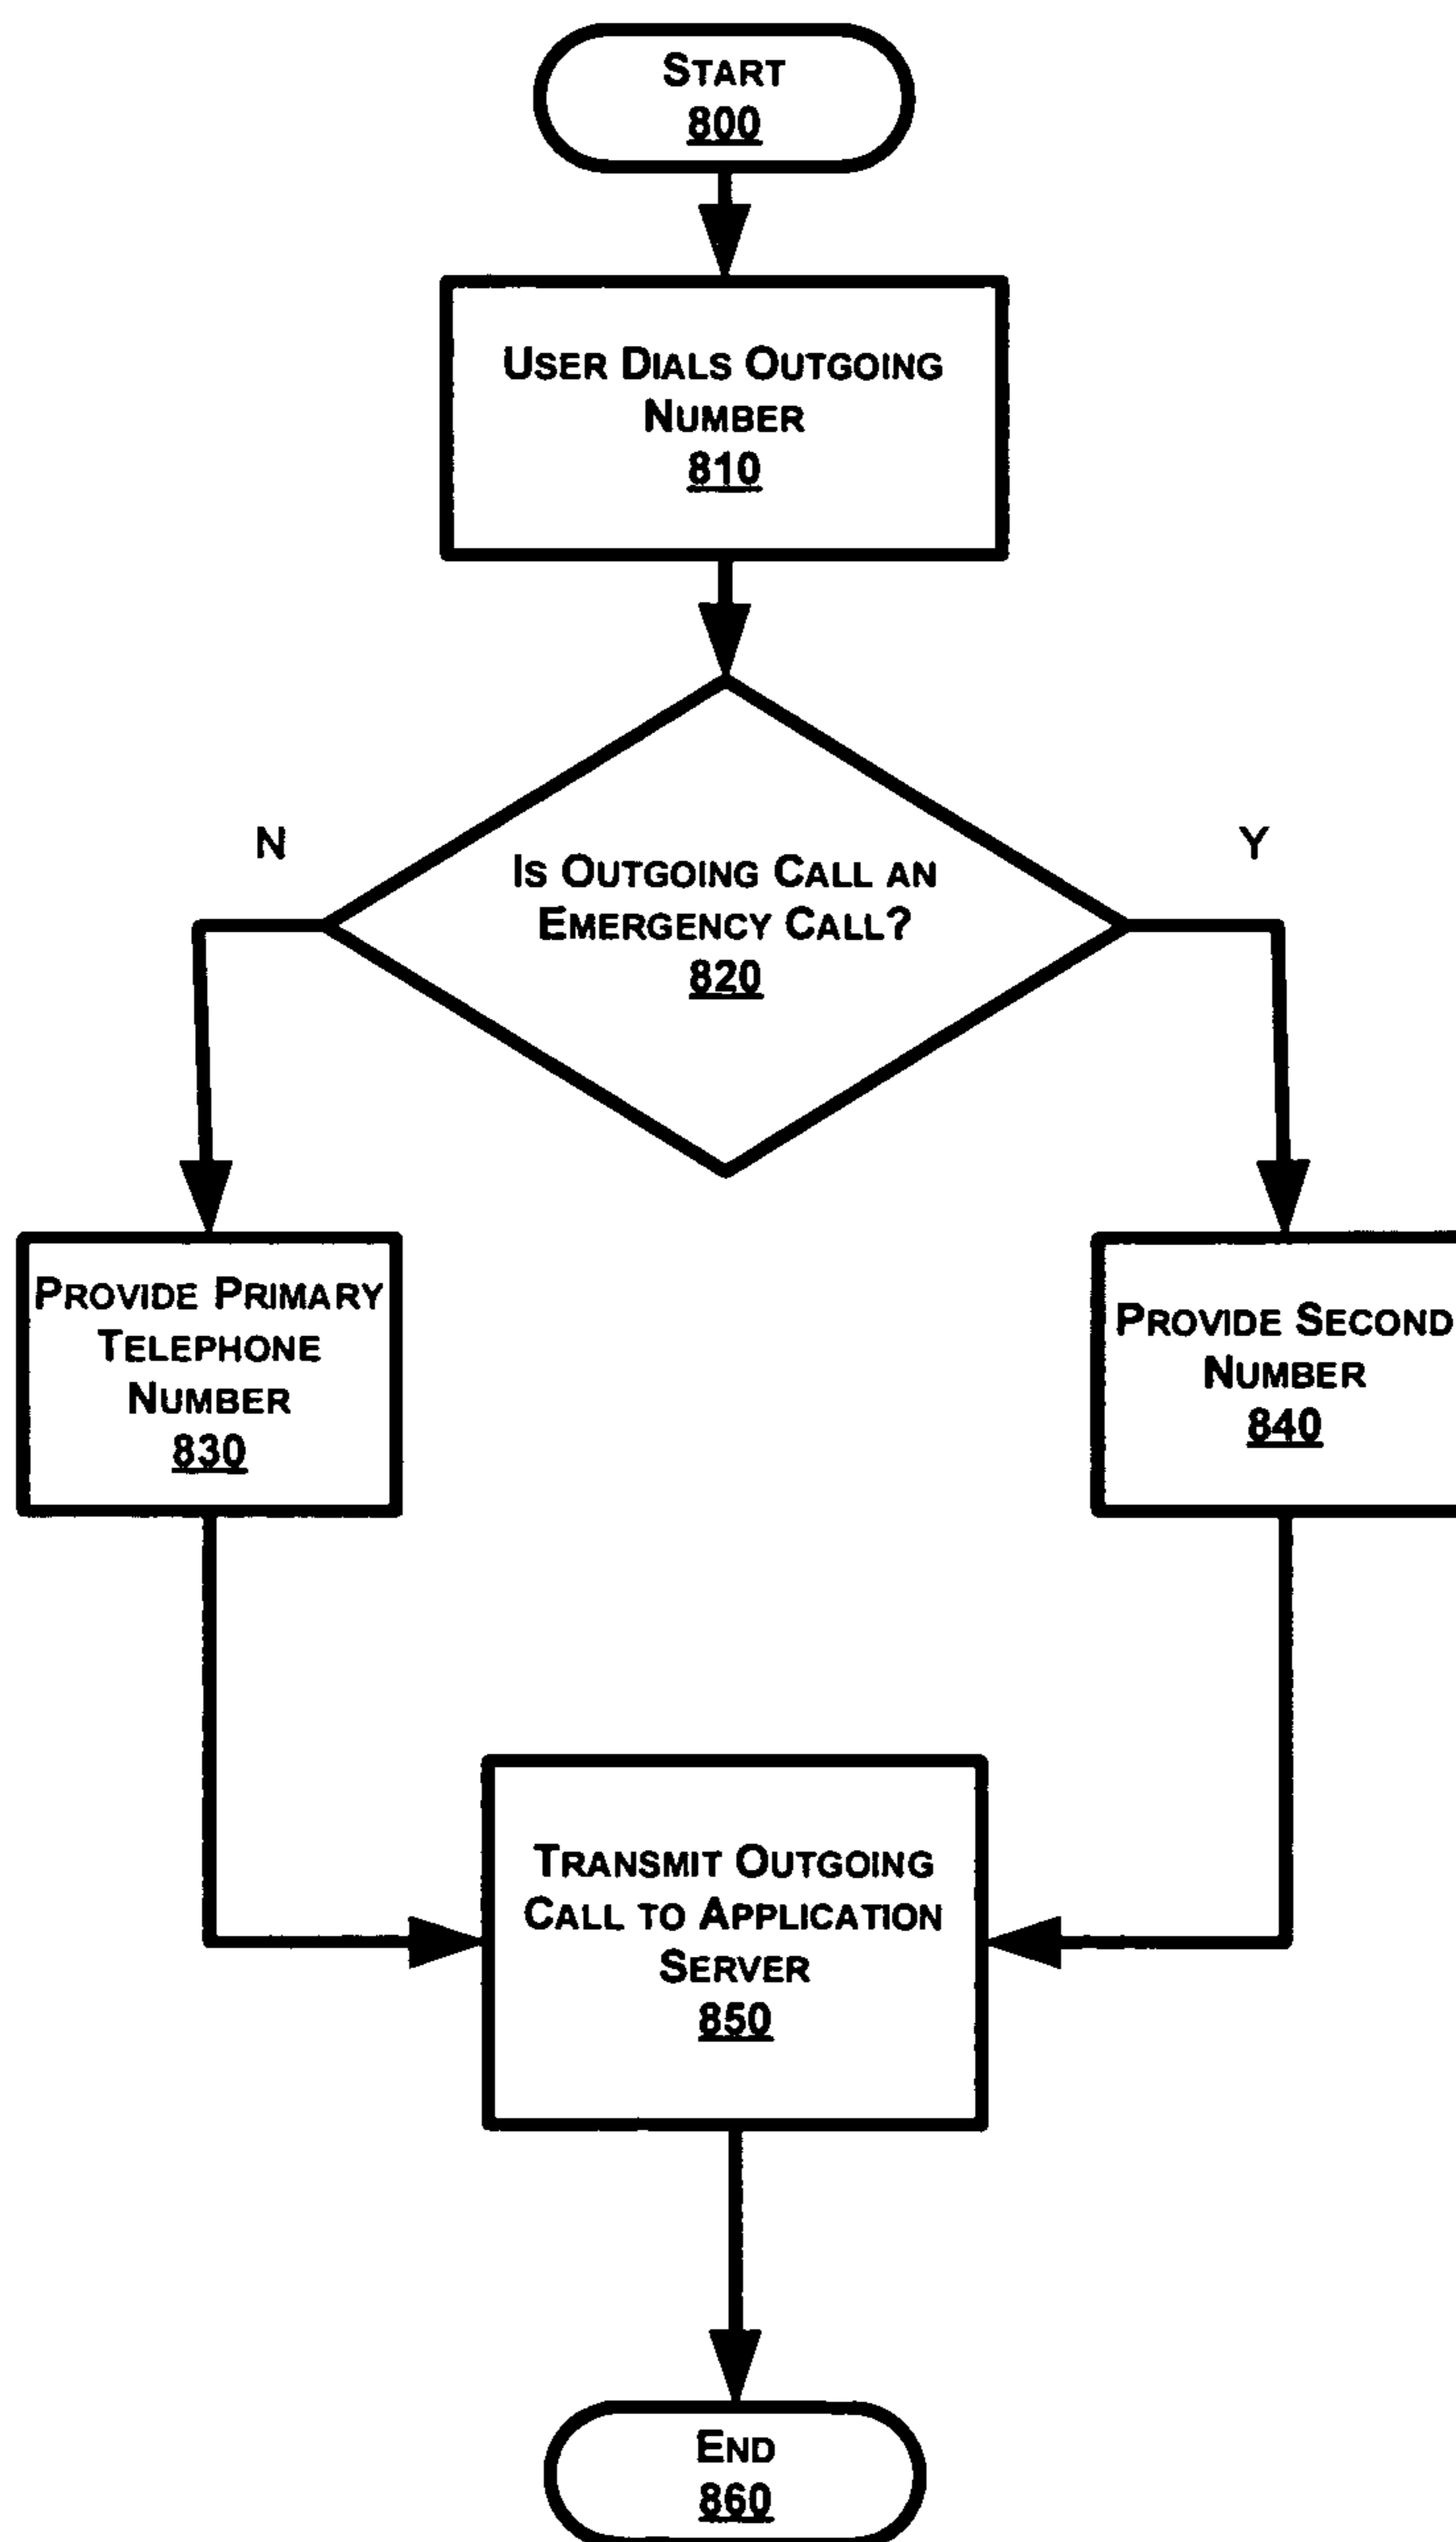 START
800
USER DIALS OUTGOING
NUMBER
810
N
Y
IS OUTGOING CALL AN
EMERGENCY CALL?
820
PROVIDE PRIMARY
TELEPHONE
NUMBER
830
PROVIDE SECOND
NUMBER
840
TRANSMIT OUTGOING
CALL TO APPLICATION
SERVER
850
END
860